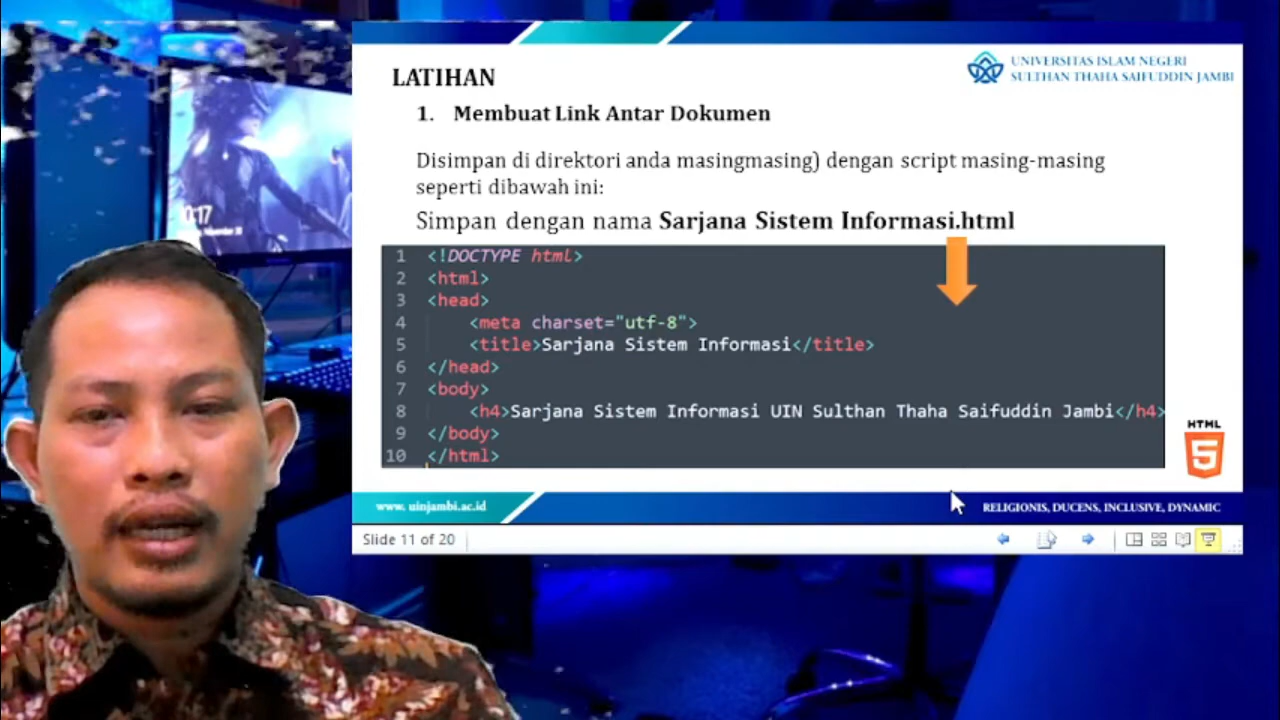 UNIVERSITAS ISLAM NEGERI
SULTHAN THAHA SAIFUDDIN JAMBI
LATIHAN
1. Membuat Link Antar Dokumen
Disimpan di direktori anda masingmasing) dengan script masing-masing
seperti dibawah ini:
Simpan dengan nama Sarjana Sistem Informasi.html
1 <!DOCTYPE html>
2 <html>
3 <head>
4 <meta charset="utf-8">
5 <title>Sarjana Sistem Informasi</title>
6 </head>
7 <body>
8 <h4>Sarjana Sistem Informasi UIN Sulthan Thaha Saifuddin Jambi</h4>
9 </body>
10 </html>
HTML
5
www. uinjambi.ac.id
RELIGIONIS, DUCENS, INCLUSIVE, DYNAMIC
Slide 11 of 20